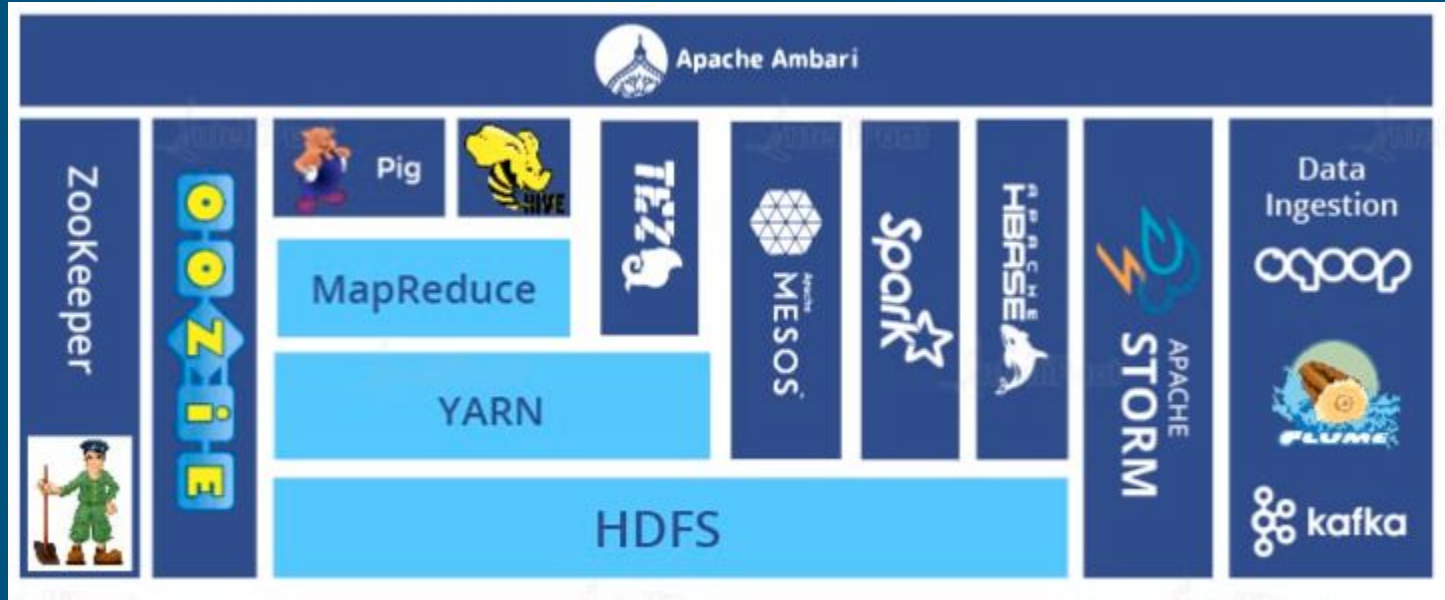 Apache Ambari
ZooKeeper
OOZiE
Pig
HIVE
TEZ
MapReduce
YARN
HDFS
Apache
MESOS
Spark
APACHE
HBASE
APACHE
STORM
Data
Ingestion
sqoop
FLUME
kafka